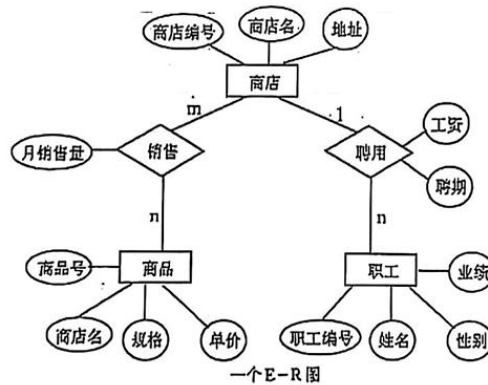 商店编号
商店名
地址
商店
m
1
月销售量
销售
聘用
工资
聘期
n
n
商品号
商品
职工
业绩
商店名
规格
单价
职工编号
姓名
性别
一个E-R图